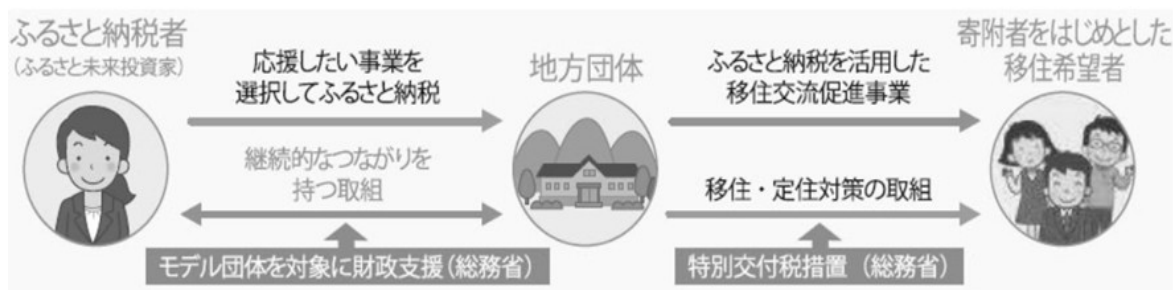 ふるさと納税者
(ふるさと未来投資家)
応援したい事業を
選択してふるさと納税
継続的なつながりを
持つ取組
モデル団体を対象に財政支援(総務省)
地方団体
ふるさと納税を活用した
移住交流促進事業
移住・定住対策の取組
特別交付税措置（総務省）
寄附者をはじめとした
移住希望者